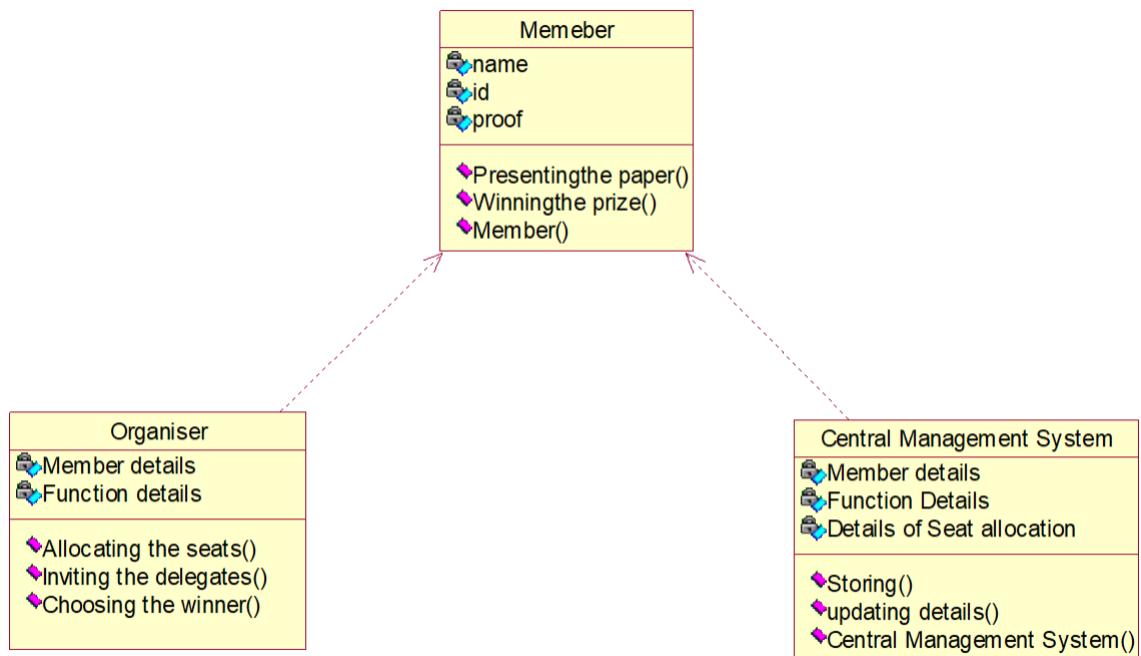 Memeber
name
id
proof
Presentingthe paper()
Winningthe prize()
Member()
Organiser
Member details
Function details
Allocating the seats()
Inviting the delegates()
Choosing the winner()
Central Management System
Member details
Function Details
Details of Seat allocation
Storing()
updating details()
Central Management System()